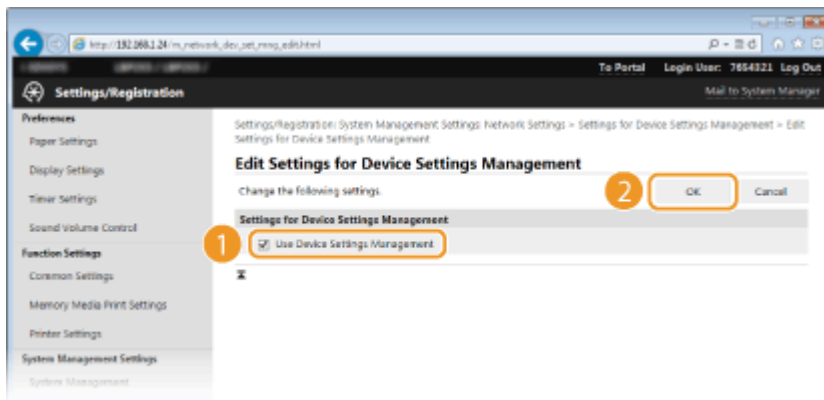 http://192.168.1.24/m_network_dev_set_mng_edit.html
To Portal Login User: 7654321 Log Out
Settings/Registration
Mail to System Manager
Preferences
Paper Settings
Display Settings
Timer Settings
Sound Volume Control
Function Settings
Common Settings
Memory Media Print Settings
Printer Settings
System Management Settings
System Management
Settings/Registration: System Management Settings: Network Settings > Settings for Device Settings Management > Edit
Settings for Device Settings Management
Edit Settings for Device Settings Management
Change the following settings.
2
OK
Cancel
Settings for Device Settings Management
1
Use Device Settings Management